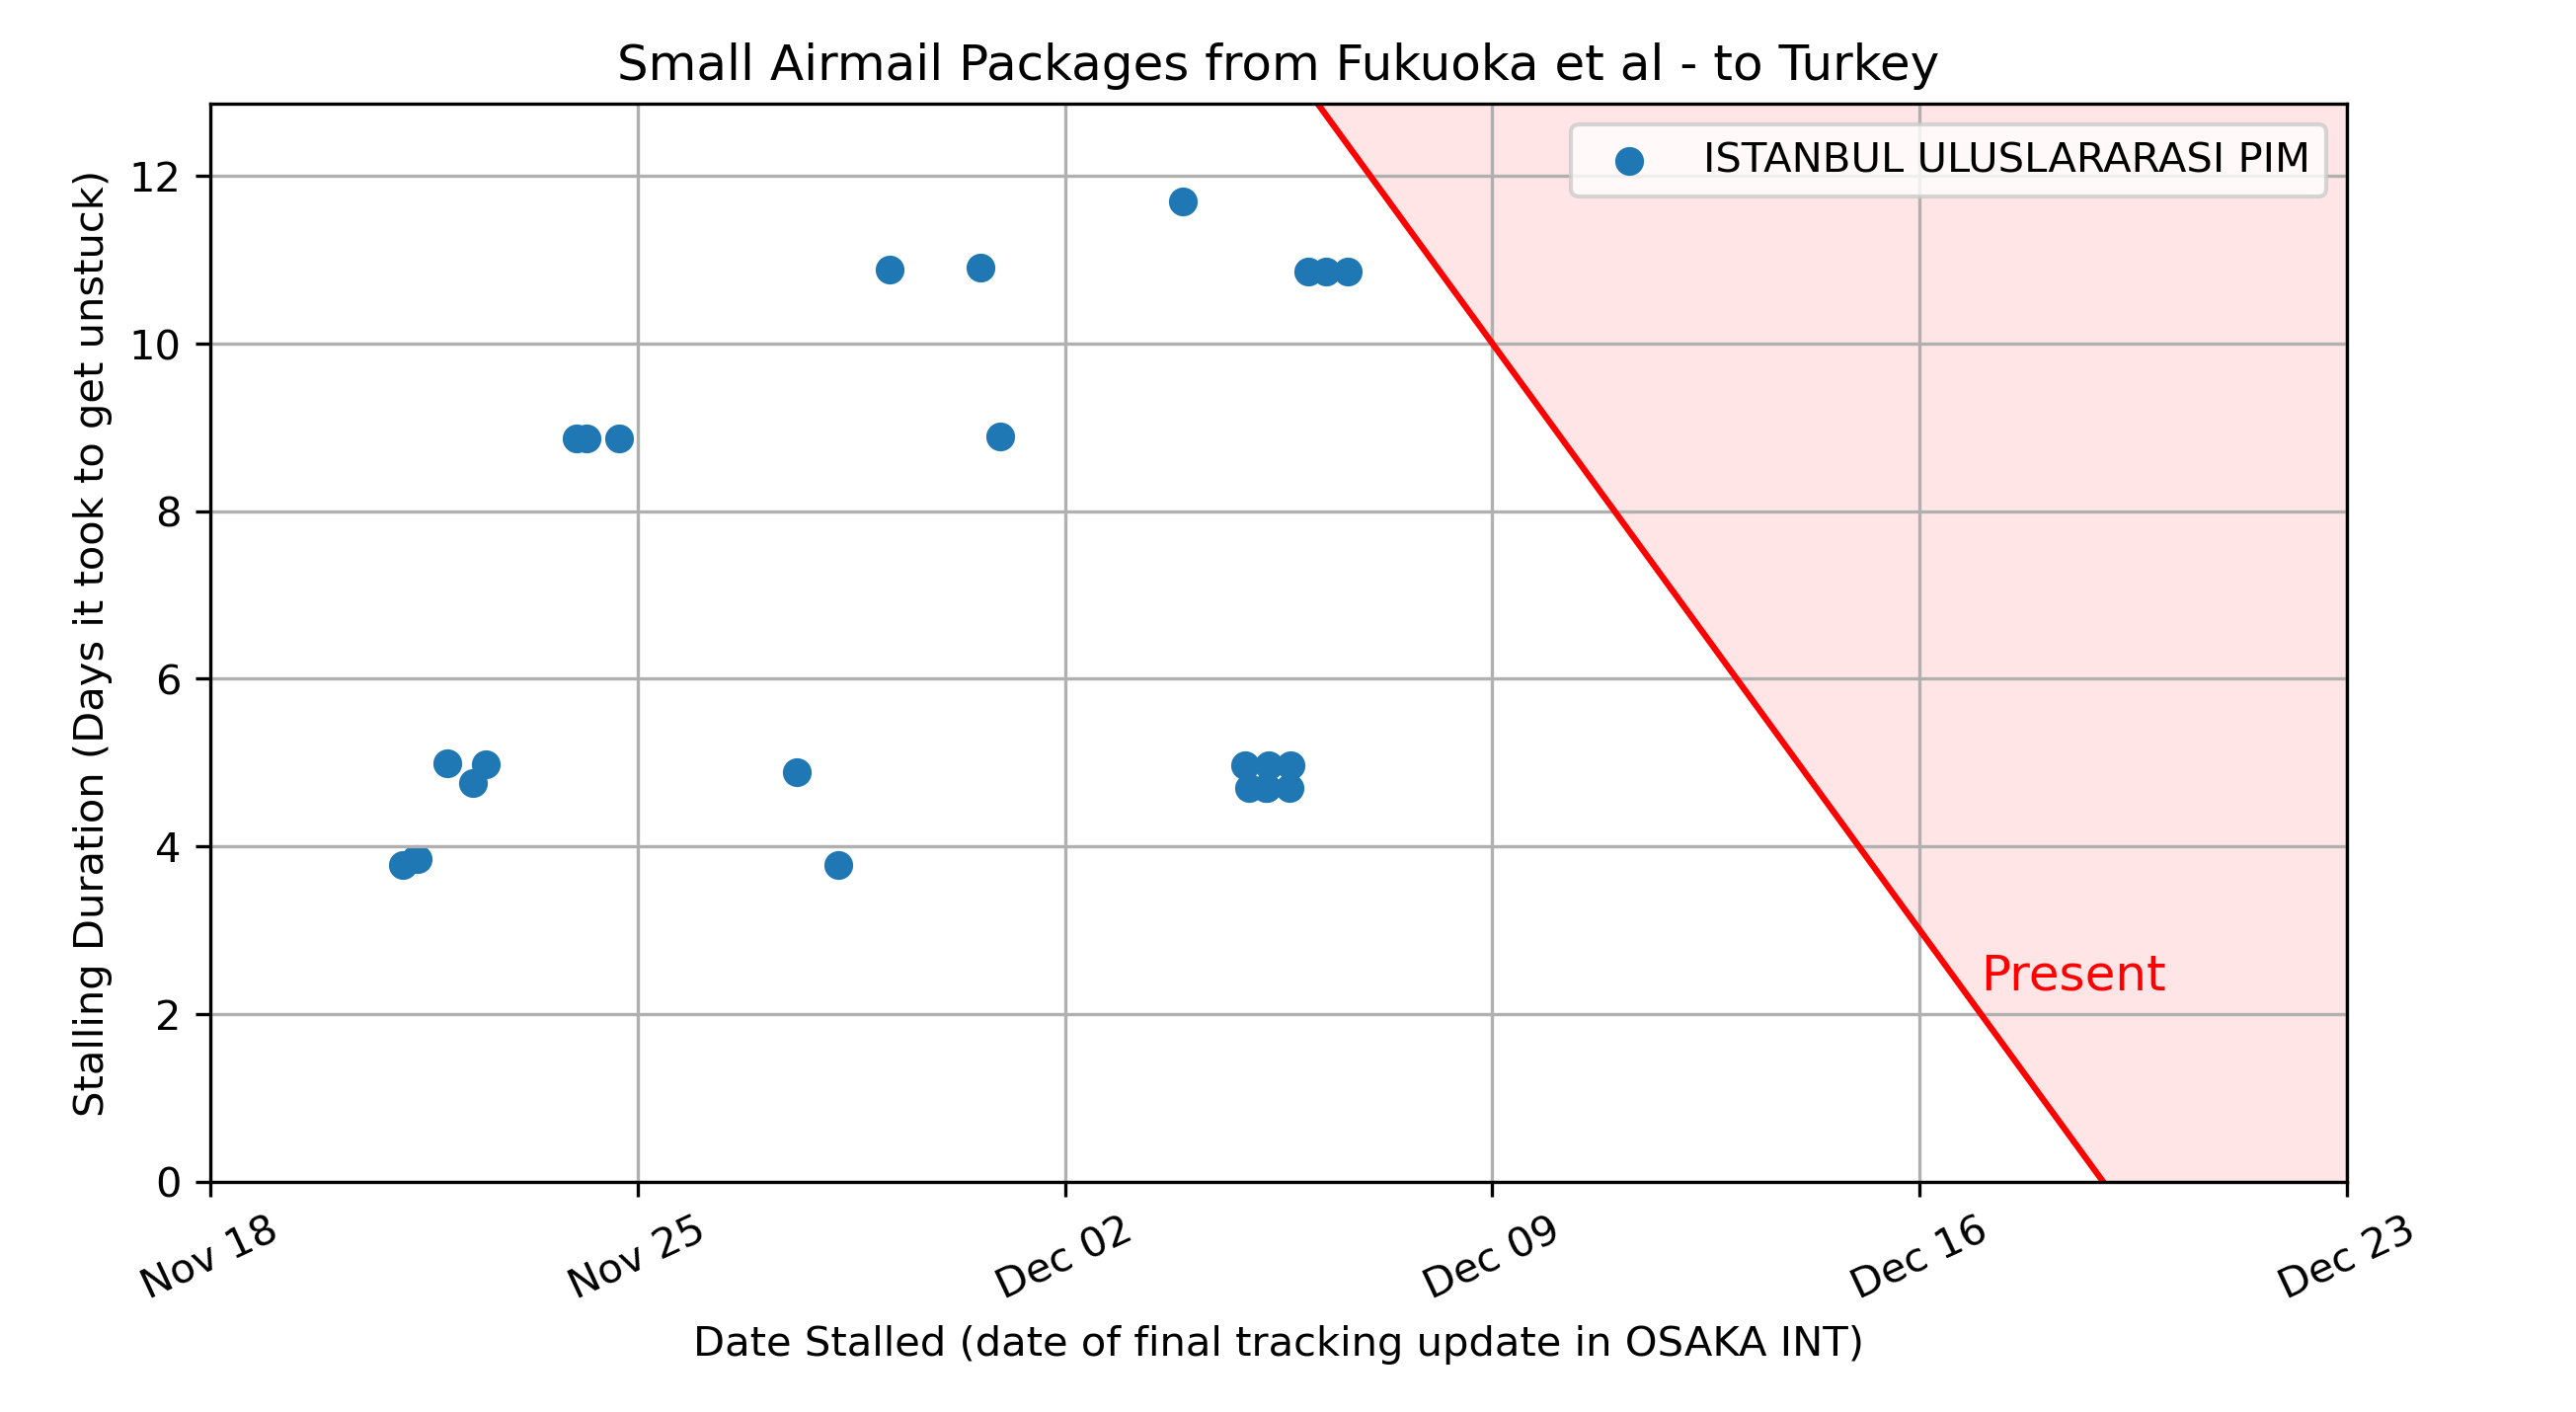 Small Airmail Packages from Fukuoka et al - to Turkey
ISTANBUL ULUSLARARASI PIM
Stalling Duration (Days it took to get unstuck)
12
10
8
6
4
2
0
Present
Nov 18
Nov 25
Dec 02
Dec 09
Dec 16
Dec 23
Date Stalled (date of final tracking update in OSAKA INT)